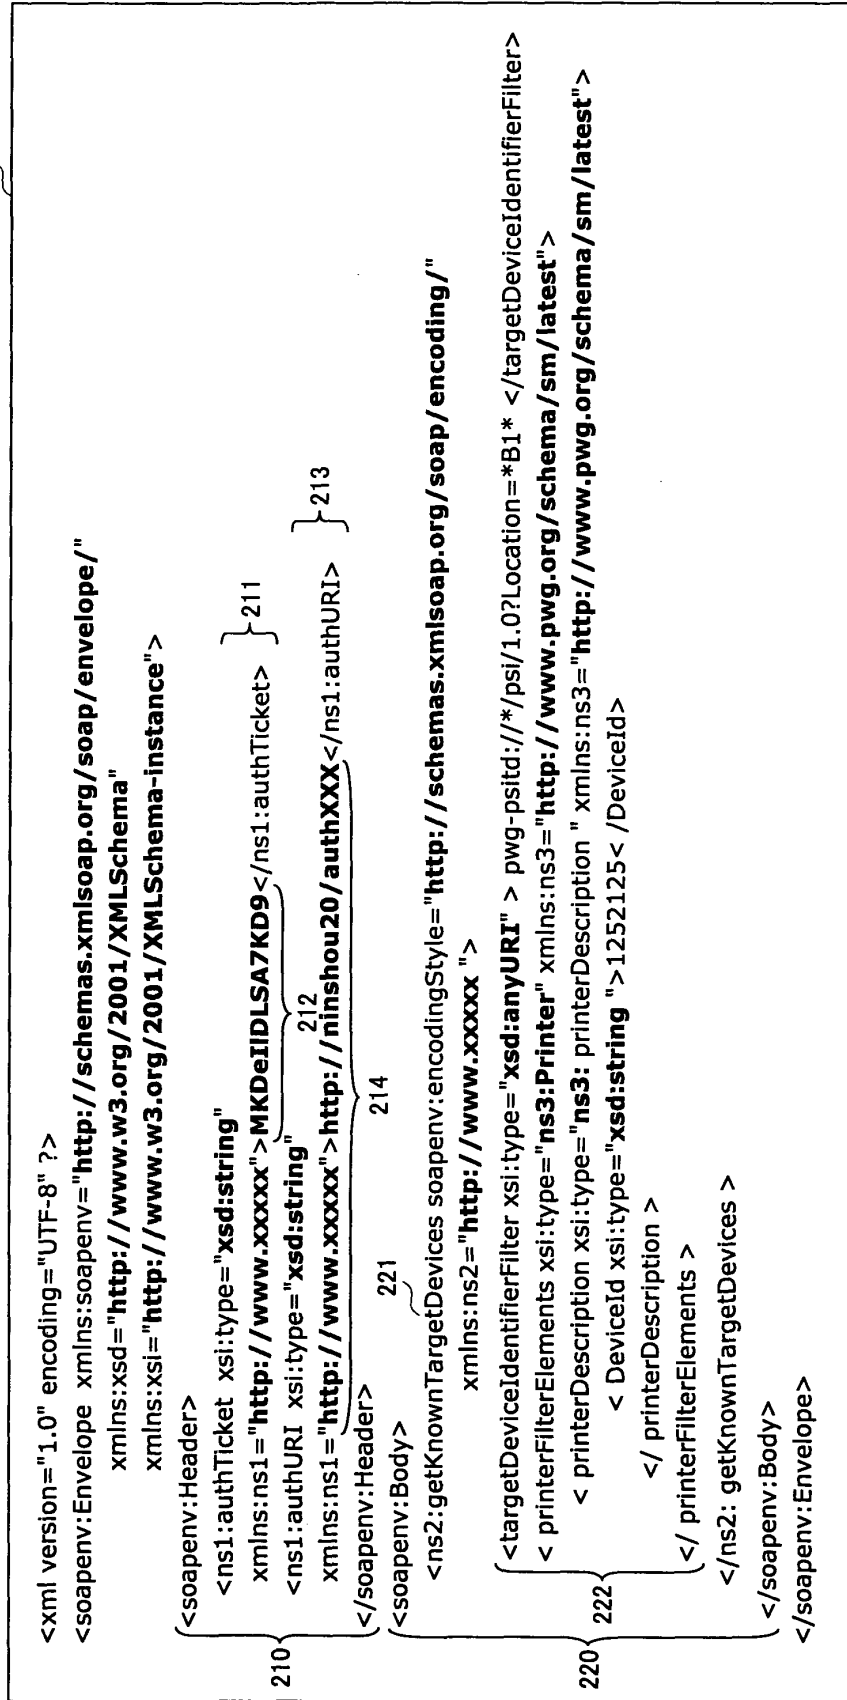 <xml version="1.0" encoding="UTF-8" ?>
<soapenv:Envelope xmlns:soapenv="http://schemas.xmlsoap.org/soap/envelope/"
xmlns:xsd="http://www.w3.org/2001/XMLSchema"
xmlns:xsi="http://www.w3.org/2001/XMLSchema-instance">
<soapenv:Header>
<ns1:authTicket xsi:type="xsd:string"
xmlns:ns1="http://www.xxxxx">MKDeIlDLSA7KD9</ns1:authTicket> 211
212
<ns1:authURI xsi:type="xsd:string"
xmlns:ns1="http://www.xxxxx">http://ninshou20/authXXX</ns1:authURI> 213
214
</soapenv:Header>
210
<soapenv:Body>
221
<ns2:getKnownTargetDevices soapenv:encodingStyle="http://schemas.xmlsoap.org/soap/encoding/"
xmlns:ns2="http://www.xxxxx ">
<targetDeviceIdentifierFilter xsi:type="xsd:anyURI" > pwg-psitd://*/psi/1.0?Location=*B1* </targetDeviceIdentifierFilter>
< printerFilterElements xsi:type="ns3:Printer" xmlns:ns3="http://www.pwg.org/schema/sm/latest">
< printerDescription xsi:type="ns3: printerDescription " xmlns:ns3="http://www.pwg.org/schema/sm/latest">
< DeviceId xsi:type="xsd:string ">1252125< /DeviceId>
</ printerDescription >
</ printerFilterElements >
222
</ns2: getKnownTargetDevices >
</soapenv:Body>
220
</soapenv:Envelope>